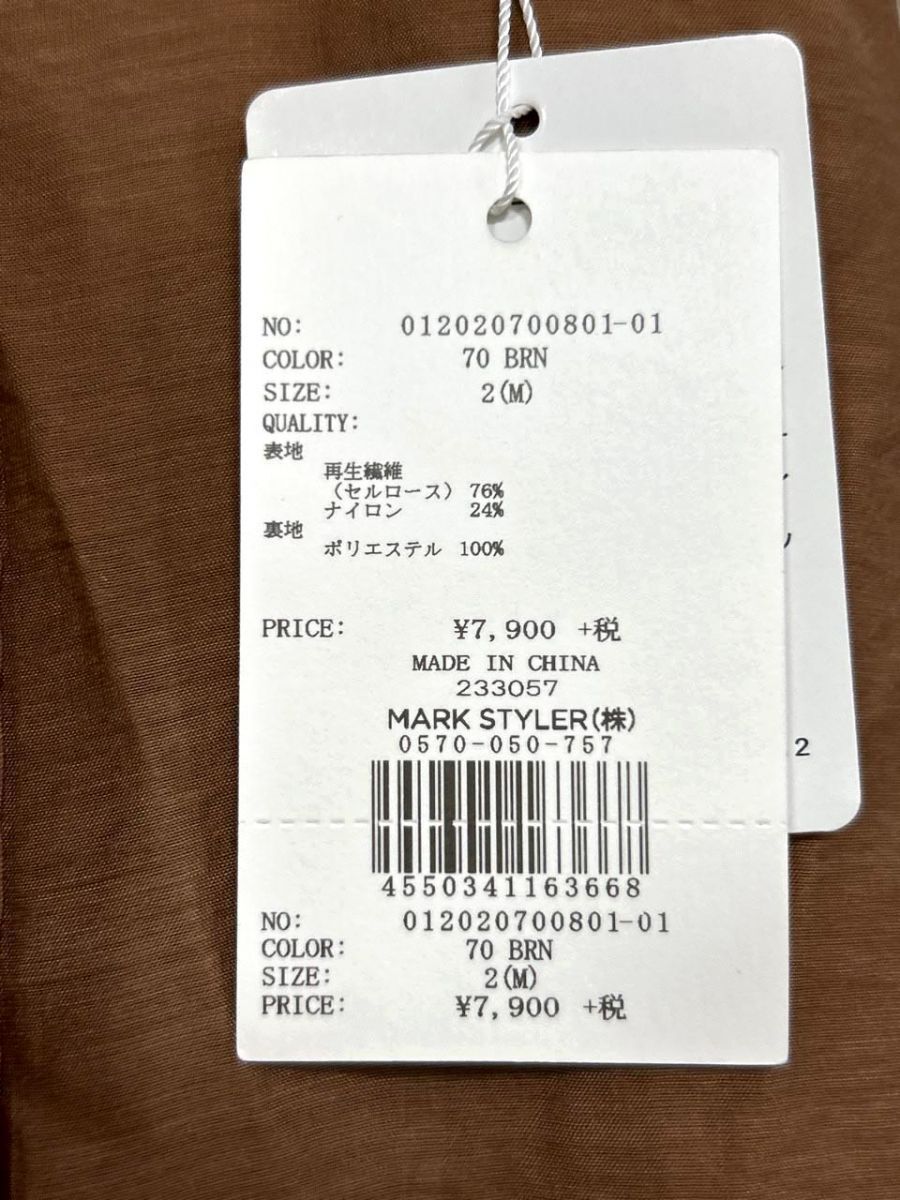 NO: 012020700801-01
COLOR: 70 BRN
SIZE: 2(M)
QUALITY:
表地
再生繊維
(セルロース) 76%
ナイロン 24%
裏地
ポリエステル 100%
PRICE: ¥7,900 +税
MADE IN CHINA
233057
MARK STYLER(株)
0570-050-757
4550341163668
NO: 012020700801-01
COLOR: 70 BRN
SIZE: 2(M)
PRICE: ¥7,900 +税
2